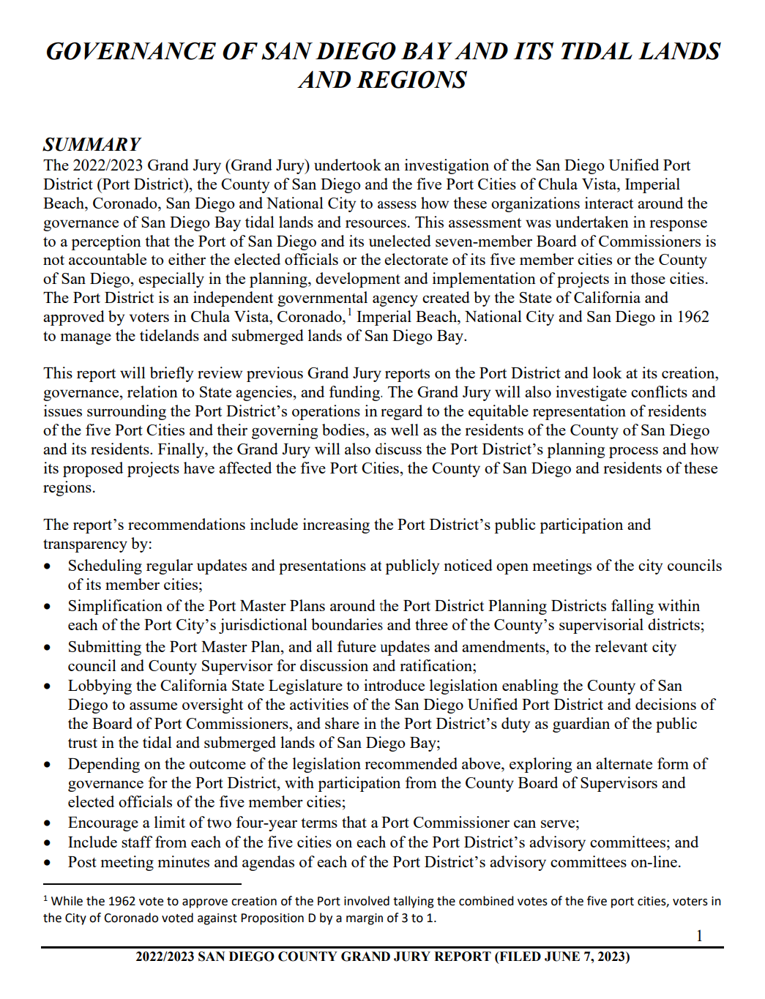 GOVERNANCE OF SAN DIEGO BAY AND ITS TIDAL LANDS
AND REGIONS
SUMMARY
The 2022/2023 Grand Jury (Grand Jury) undertook an investigation of the San Diego Unified Port
District (Port District), the County of San Diego and the five Port Cities of Chula Vista, Imperial
Beach, Coronado, San Diego and National City to assess how these organizations interact around the
governance of San Diego Bay tidal lands and resources. This assessment was undertaken in response
to a perception that the Port of San Diego and its unelected seven-member Board of Commissioners is
not accountable to either the elected officials or the electorate of its five member cities or the County
of San Diego, especially in the planning, development and implementation of projects in those cities.
The Port District is an independent governmental agency created by the State of California and
approved by voters in Chula Vista, Coronado,¹ Imperial Beach, National City and San Diego in 1962
to manage the tidelands and submerged lands of San Diego Bay.
This report will briefly review previous Grand Jury reports on the Port District and look at its creation,
governance, relation to State agencies, and funding. The Grand Jury will also investigate conflicts and
issues surrounding the Port District’s operations in regard to the equitable representation of residents
of the five Port Cities and their governing bodies, as well as the residents of the County of San Diego
and its residents. Finally, the Grand Jury will also discuss the Port District’s planning process and how
its proposed projects have affected the five Port Cities, the County of San Diego and residents of these
regions.
The report’s recommendations include increasing the Port District’s public participation and
transparency by:
• Scheduling regular updates and presentations at publicly noticed open meetings of the city councils
of its member cities;
• Simplification of the Port Master Plans around the Port District Planning Districts falling within
each of the Port City’s jurisdictional boundaries and three of the County’s supervisorial districts;
• Submitting the Port Master Plan, and all future updates and amendments, to the relevant city
council and County Supervisor for discussion and ratification;
• Lobbying the California State Legislature to introduce legislation enabling the County of San
Diego to assume oversight of the activities of the San Diego Unified Port District and decisions of
the Board of Port Commissioners, and share in the Port District’s duty as guardian of the public
trust in the tidal and submerged lands of San Diego Bay;
• Depending on the outcome of the legislation recommended above, exploring an alternate form of
governance for the Port District, with participation from the County Board of Supervisors and
elected officials of the five member cities;
• Encourage a limit of two four-year terms that a Port Commissioner can serve;
• Include staff from each of the five cities on each of the Port District’s advisory committees; and
• Post meeting minutes and agendas of each of the Port District’s advisory committees on-line.
¹ While the 1962 vote to approve creation of the Port involved tallying the combined votes of the five port cities, voters in
the City of Coronado voted against Proposition D by a margin of 3 to 1.
1
2022/2023 SAN DIEGO COUNTY GRAND JURY REPORT (FILED JUNE 7, 2023)